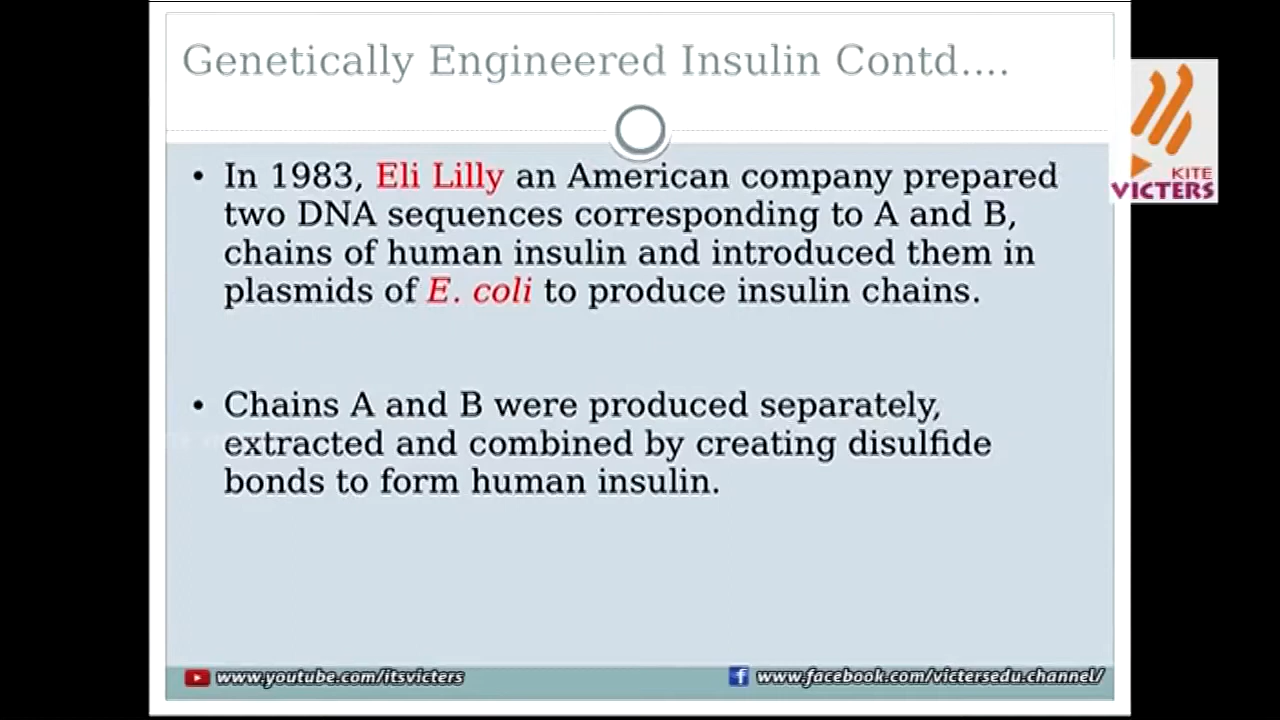 Genetically Engineered Insulin Contd....
• In 1983, Eli Lilly an American company prepared
two DNA sequences corresponding to A and B,
chains of human insulin and introduced them in
plasmids of E. coli to produce insulin chains.
• Chains A and B were produced separately,
extracted and combined by creating disulfide
bonds to form human insulin.
KITE
VICTERS
www.youtube.com/itsvicters
www.facebook.com/victersedu.channel/